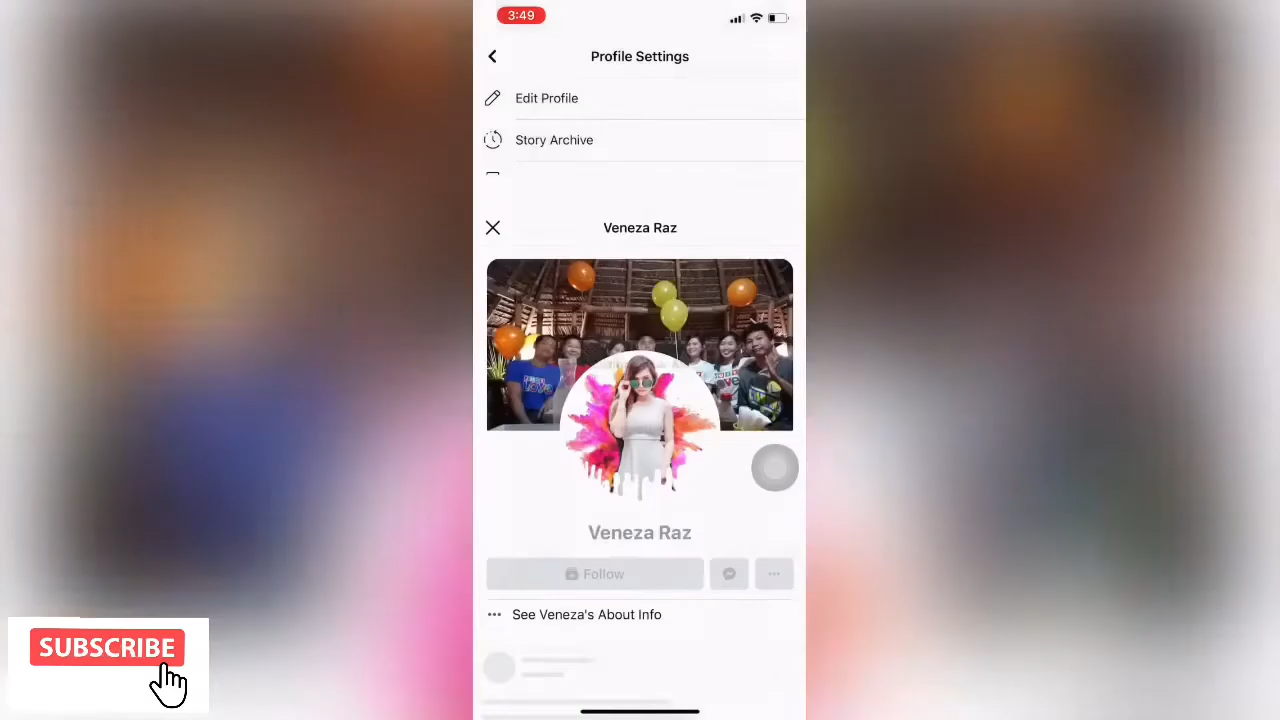 3:49
Profile Settings
Edit Profile
Story Archive
Veneza Raz
Veneza Raz
Follow
See Veneza's About Info
SUBSCRIBE